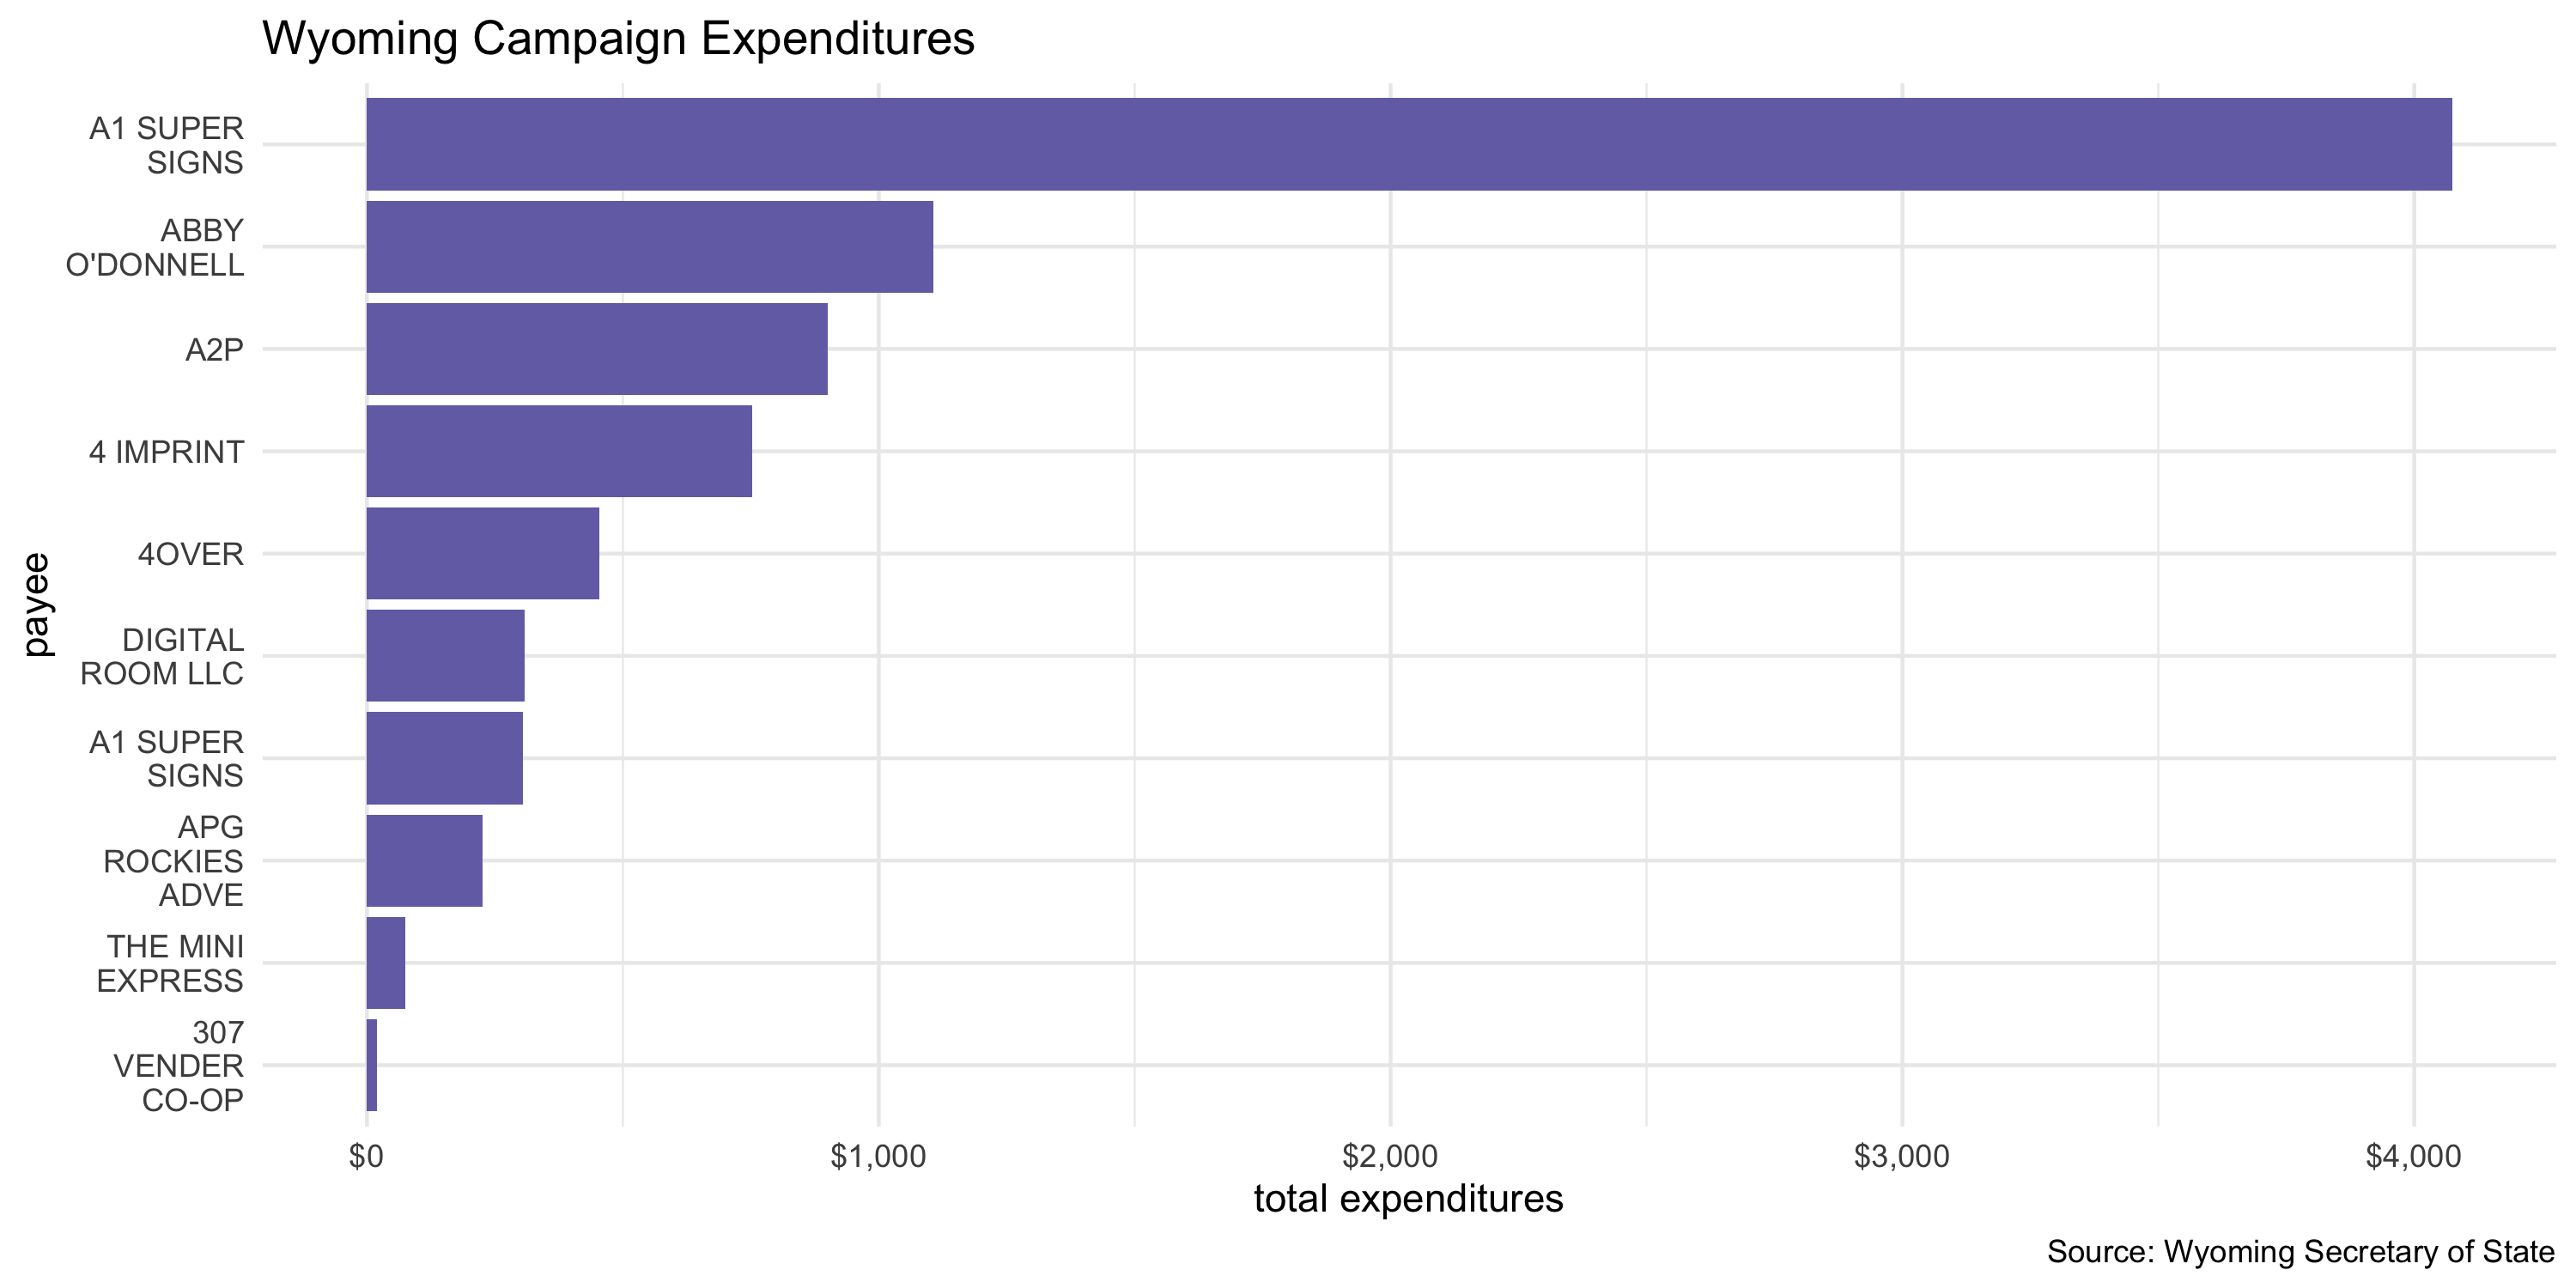 Wyoming Campaign Expenditures
A1 SUPER
SIGNS
ABBY
O'DONNELL
A2P
4 IMPRINT
4OVER
DIGITAL
ROOM LLC
A1 SUPER
SIGNS
APG
ROCKIES
ADVE
THE MINI
EXPRESS
307
VENDER
CO-OP
payee
$0 $1,000 $2,000 $3,000 $4,000
total expenditures
Source: Wyoming Secretary of State